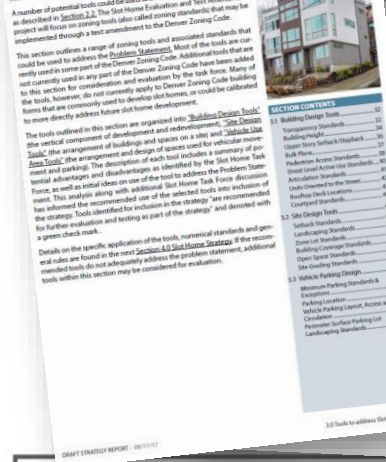 A number of potential tools could be used to
as described in Section 2.2. The Slot Home Evaluation and Text Amendment
project will focus on zoning tools (also called zoning standards) that may be
implemented through a text amendment to the Denver Zoning Code.
This section outlines a range of zoning tools and associated standards that
could be used to address the Problem Statement. Most of the tools are cur-
rently used in some part of the Denver Zoning Code. Additional tools that are
not currently used in any part of the Denver Zoning Code have been added
to this section for consideration and evaluation by the task force. Many of
the tools, however, do not currently apply to Denver Zoning Code building
forms that are commonly used to develop slot homes, or could be calibrated
to more directly address future slot home development.
The tools outlined in this section are organized into "Building Design Tools"
(the vertical component of development and redevelopment), "Site Design
Tools" (the arrangement of buildings and spaces on a site) and "Vehicle Use
Area Tools" (the arrangement and design of spaces used for vehicular move-
ment and parking). The description of each tool includes a summary of po-
tential advantages and disadvantages as identified by the Slot Home Task
Force, as well as initial ideas on use of the tool to address the Problem State-
ment. This analysis along with additional Slot Home Task Force discussion
has informed the recommended use of the selected tools into inclusion of
the strategy. Tools identified for inclusion in the strategy "are recommended
for further evaluation and testing as part of the strategy" and denoted with
a green check mark..
Details on the specific application of the tools, numerical standards and gen-
eral rules are found in the next Section 4.0 Slot Home Strategy. If the recom-
mended tools do not adequately address the problem statement, additional
tools within this section may be considered for evaluation.
SECTION CONTENTS
3.1 Building Design Tools
Transparency Standards
Building Height
Upper Story Setback/Stepback
Bulk Plane
Pedestrian Access Standards
Street Level Active Use Standards
Articulation Standards
Units Oriented to the Street
Rooftop Deck Locations
Courtyard Standards
3.2 Site Design Tools
Setback Standards
Landscaping Standards
Zone Lot Standards
Building Coverage Standards
Open Space Standards
Site Grading Standards
3.3 Vehicle Parking Design
Minimum Parking Standards &
Exceptions
Parking Location
Vehicle Parking Layout, Access
Circulation
Perimeter Surface Parking Lot
Landscaping Standards
3.0 Tools to address Slot
DRAFT STRATEGY REPORT - 08/17/17